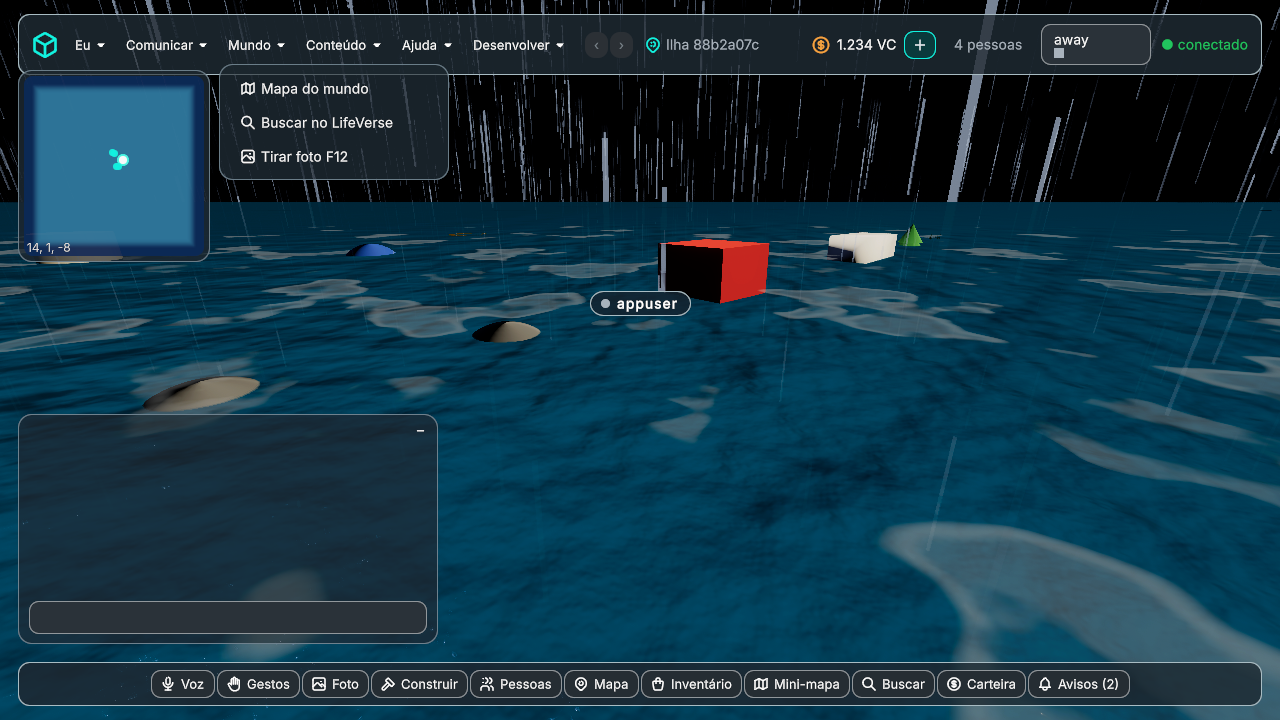 Eu Comunicar Mundo Conteúdo Ajuda Desenvolver ‹ › Ilha 88b2a07c 1.234 VC + 4 pessoas away conectado
Mapa do mundo
Buscar no LifeVerse
Tirar foto F12
14, 1, -8
appuser
Voz Gestos Foto Construir Pessoas Mapa Inventário Mini-mapa Buscar Carteira Avisos (2)